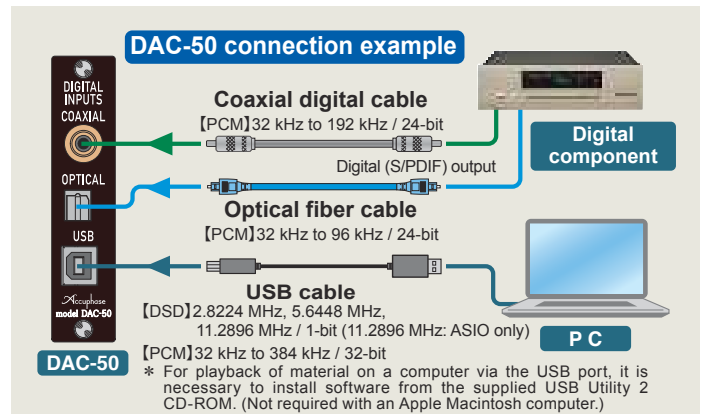 DAC-50 connection example
DIGITAL
INPUTS
COAXIAL
OPTICAL
USB
Accuphase
model DAC-50
DAC-50
Coaxial digital cable
【PCM】32 kHz to 192 kHz / 24-bit
Digital (S/PDIF) output
Digital
component
Optical fiber cable
【PCM】32 kHz to 96 kHz / 24-bit
USB cable
【DSD】2.8224 MHz, 5.6448 MHz,
11.2896 MHz / 1-bit (11.2896 MHz: ASIO only)
【PCM】32 kHz to 384 kHz / 32-bit
P C
* For playback of material on a computer via the USB port, it is
necessary to install software from the supplied USB Utility 2
CD-ROM. (Not required with an Apple Macintosh computer.)